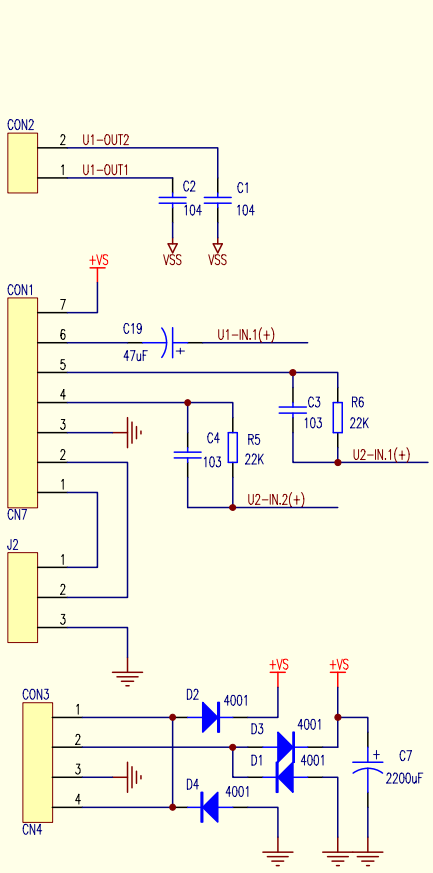 CON2
2 U1-OUT2
1 U1-OUT1
C2 C1
104 104
VSS VSS
+VS
CON1
7
C19
6 U1-IN.1(+)
47uF +
5
4
C3 R6
103 22K
3
C4 R5
103 22K
2 U2-IN.1(+)
1
U2-IN.2(+)
CN7
J2
1
2
3
+VS +VS
CON3
D2 4001
1
D3 4001
2
D1 4001
+ C7
2200uF
3
D4 4001
4
CN4